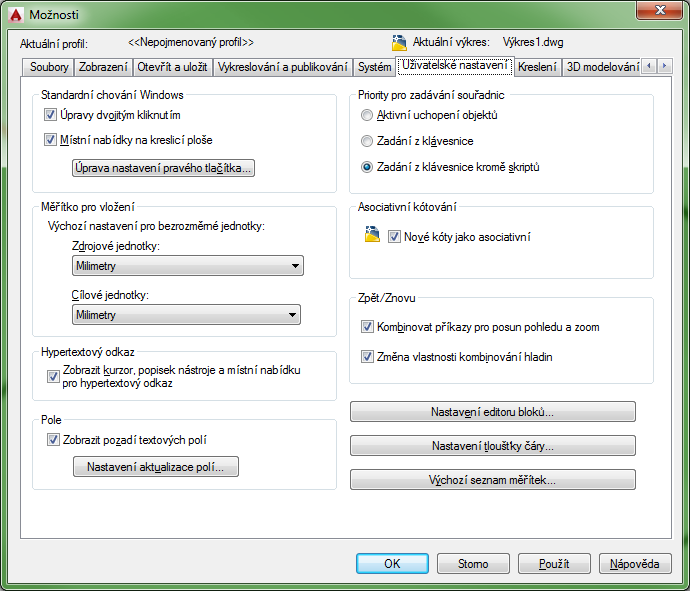 Možnosti
Aktuální profil: <<Nepojmenovaný profil>> Aktuální výkres: Výkres1.dwg
Soubory Zobrazení Otevřít a uložit Vykreslování a publikování Systém Uživatelské nastavení Kreslení 3D modelování
Standardní chování Windows
Úpravy dvojitým kliknutím
Místní nabídky na kreslicí ploše
Úprava nastavení pravého tlačítka...
Měřítko pro vložení
Výchozí nastavení pro bezrozměrné jednotky:
Zdrojové jednotky:
Milimetry
Cílové jednotky:
Milimetry
Hypertextový odkaz
Zobrazit kurzor, popisek nástroje a místní nabídku
pro hypertextový odkaz
Pole
Zobrazit pozadí textových polí
Nastavení aktualizace polí...
Priority pro zadávání souřadnic
Aktivní uchopení objektů
Zadání z klávesnice
Zadání z klávesnice kromě skriptů
Asociativní kótování
Nové kóty jako asociativní
Zpět/Znovu
Kombinovat příkazy pro posun pohledu a zoom
Změna vlastnosti kombinování hladin
Nastavení editoru bloků...
Nastavení tloušťky čáry...
Výchozí seznam měřítek...
OK Storno Použít Nápověda